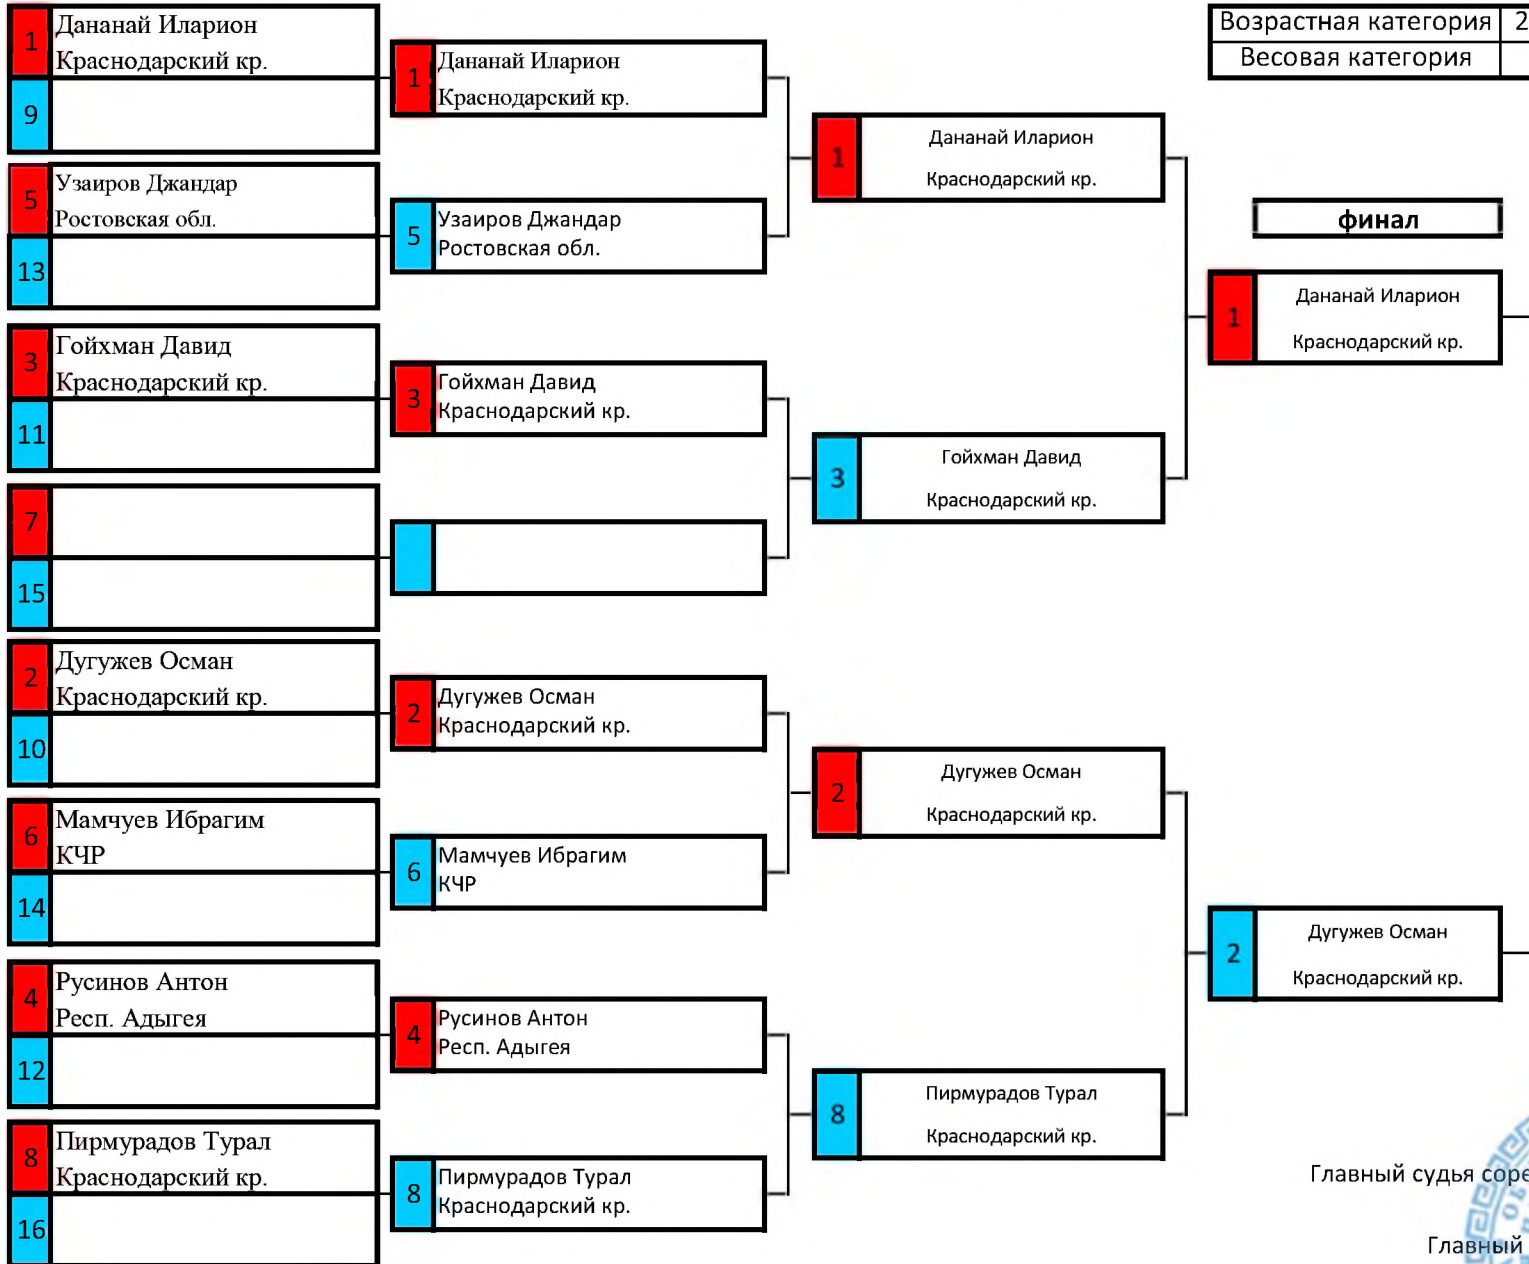 1
Дананай Иларион
Краснодарский кр.
9
5
Узаиров Джандар
Ростовская обл.
13
3
Гойхман Давид
Краснодарский кр.
11
7
15
2
Дугужев Осман
Краснодарский кр.
10
6
Мамчуев Ибрагим
КЧР
14
4
Русинов Антон
Респ. Адыгея
12
8
Пирмурадов Турал
Краснодарский кр.
16
1
Дананай Иларион
Краснодарский кр.
5
Узаиров Джандар
Ростовская обл.
3
Гойхман Давид
Краснодарский кр.
2
Дугужев Осман
Краснодарский кр.
6
Мамчуев Ибрагим
КЧР
4
Русинов Антон
Респ. Адыгея
8
Пирмурадов Турал
Краснодарский кр.
1
Дананай Иларион
Краснодарский кр.
3
Гойхман Давид
Краснодарский кр.
2
Дугужев Осман
Краснодарский кр.
8
Пирмурадов Турал
Краснодарский кр.
Возрастная категория 2
Весовая категория
финал
1
Дананай Иларион
Краснодарский кр.
2
Дугужев Осман
Краснодарский кр.
Главный судья соре
Главный